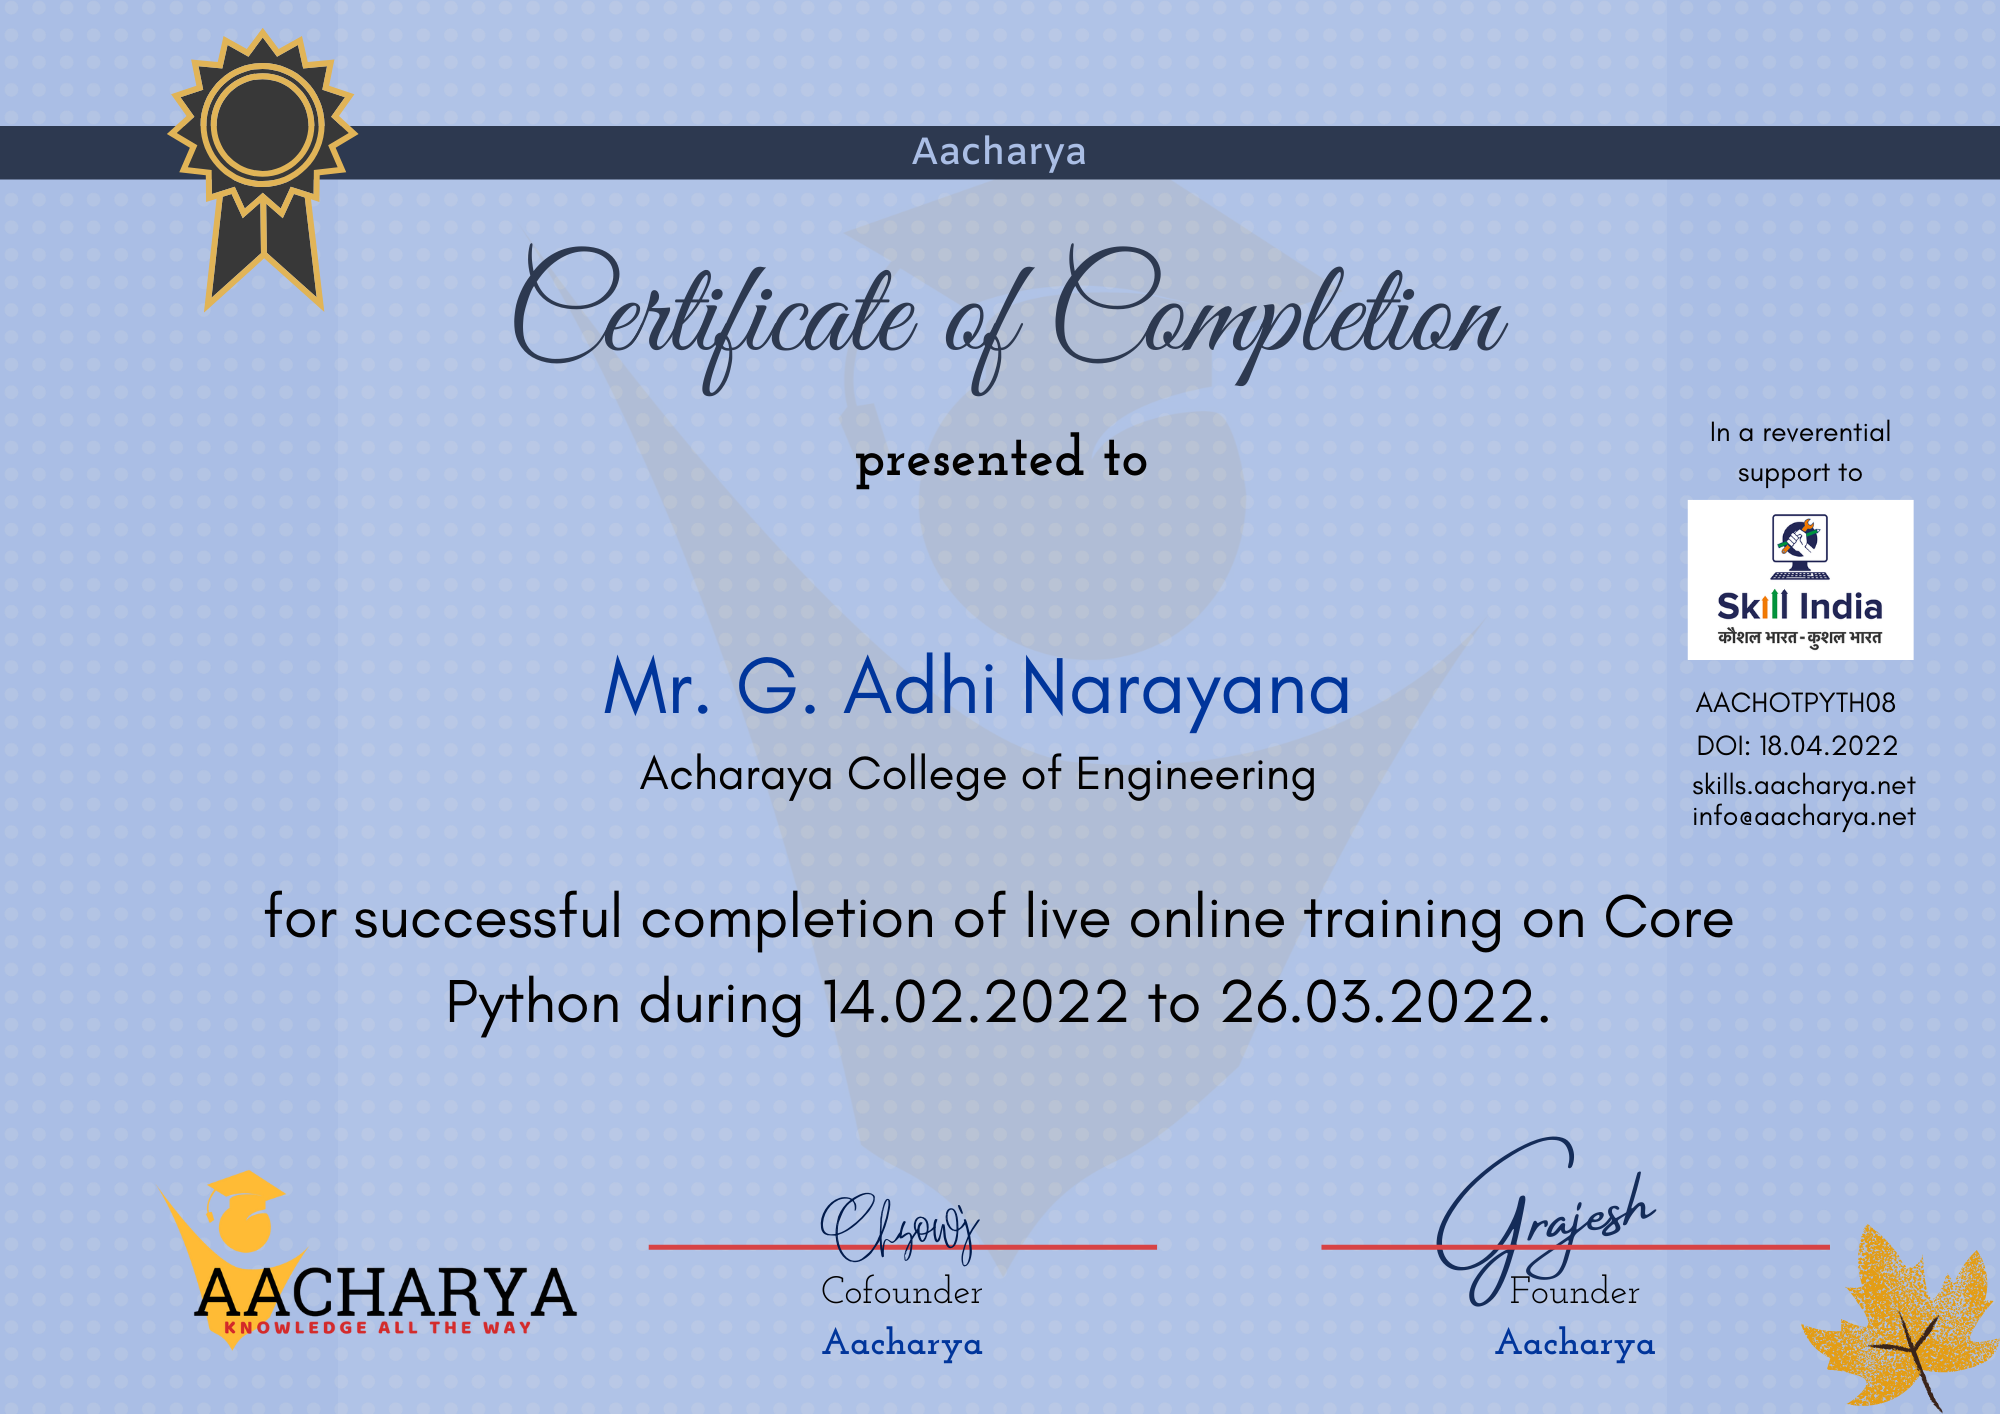 Aacharya
Certificate of Completion
presented to
In a reverential
support to
Skill India
कौशल भारत - कुशल भारत
Mr. G. Adhi Narayana
Acharaya College of Engineering
AACHOTPYTH08
DOI: 18.04.2022
skills.aacharya.net
info@aacharya.net
for successful completion of live online training on Core
Python during 14.02.2022 to 26.03.2022.
AACHARYA
KNOWLEDGE ALL THE WAY
Cofounder
Aacharya
Grajesh
Founder
Aacharya